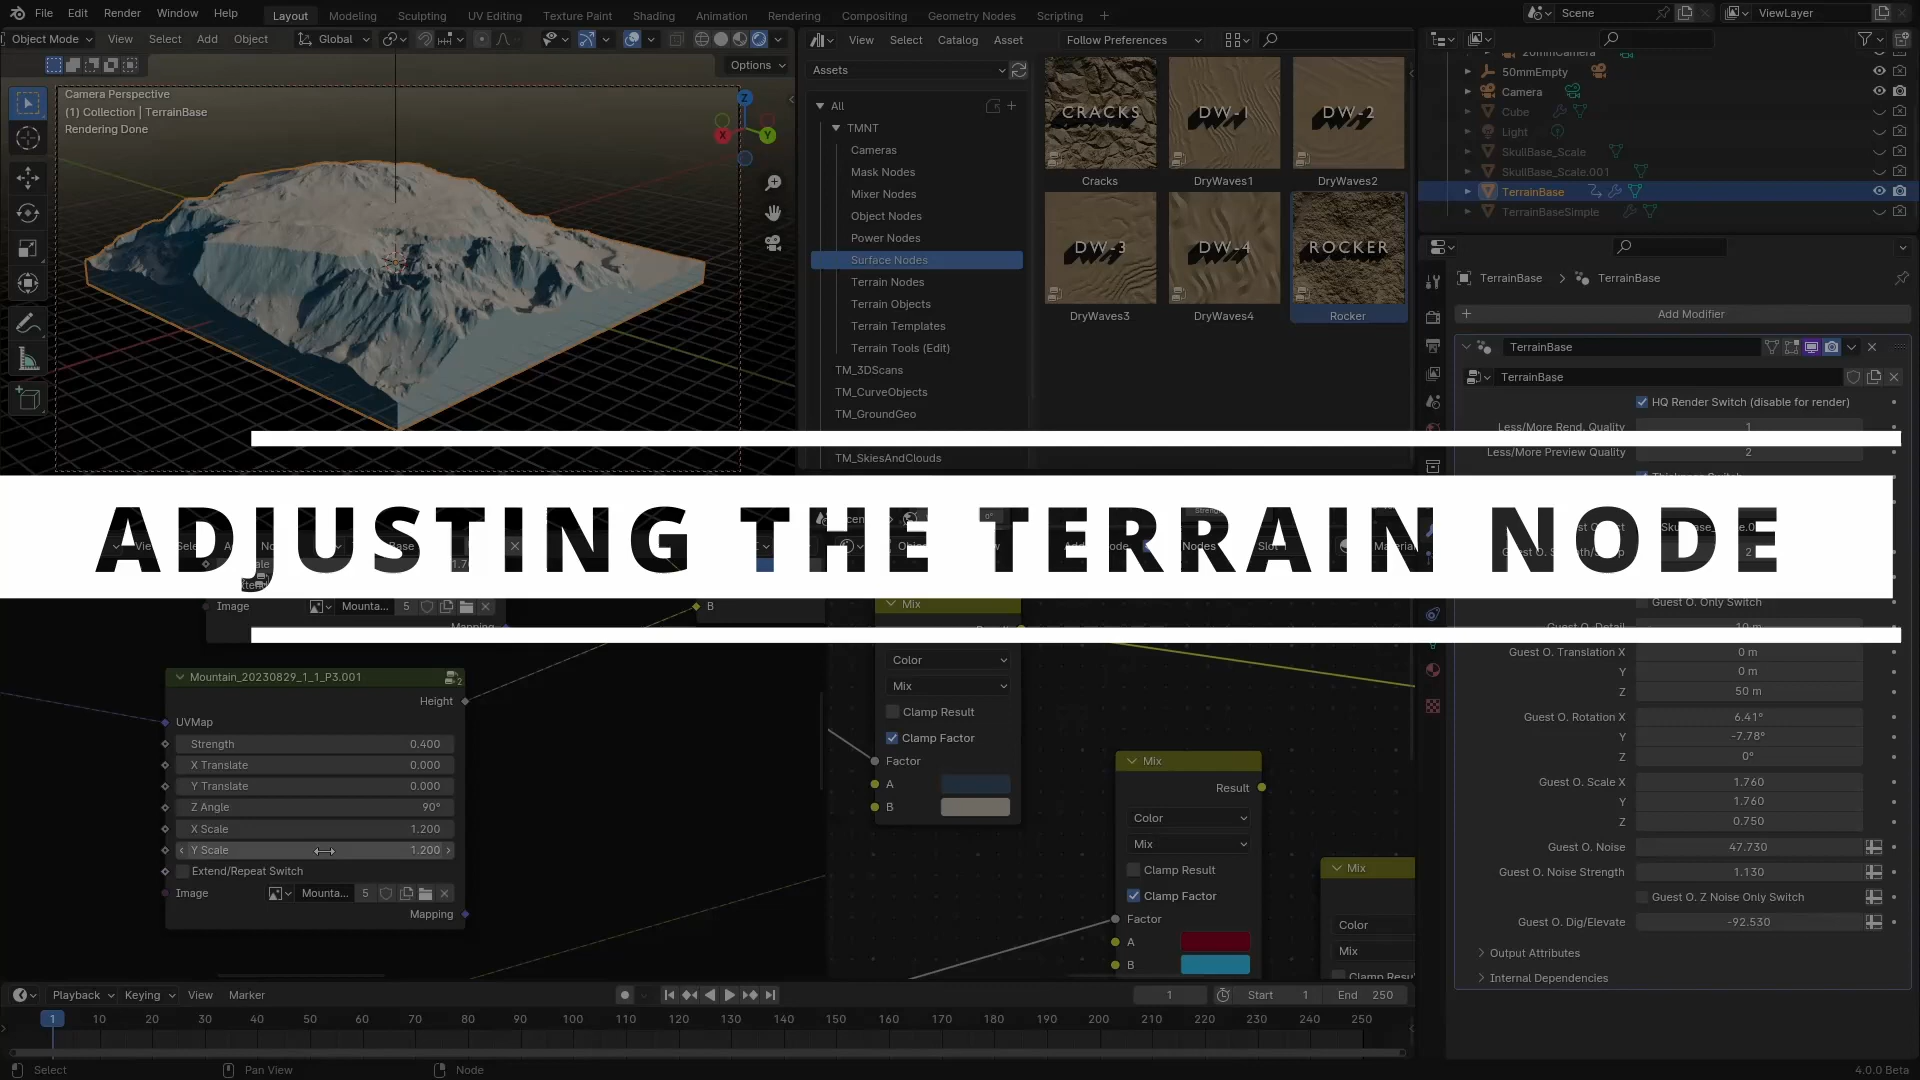 File Edit Render Window Help
Layout Modeling Sculpting UV Editing Texture Paint Shading Animation Rendering Compositing Geometry Nodes Scripting +
Scene
ViewLayer
Object Mode View Select Add Object Global
Options
Camera Perspective
(1) Collection | TerrainBase
Rendering Done
Z
X
Y
View Select Catalog Asset Follow Preferences
Assets
All
TMNT
Cameras
Mask Nodes
Mixer Nodes
Object Nodes
Power Nodes
Surface Nodes
Terrain Nodes
Terrain Objects
Terrain Templates
Terrain Tools (Edit)
TM_3DScans
TM_CurveObjects
TM_GroundGeo
TM_SkiesAndClouds
CRACKS
DW-1
DW-2
Cracks
DryWaves1
DryWaves2
DW-3
DW-4
ROCKER
DryWaves3
DryWaves4
Rocker
20mmCamera
50mmEmpty
Camera
Cube
Light
SkullBase_Scale
SkullBase_Scale.001
TerrainBase
TerrainBaseSimple
TerrainBase > TerrainBase
Add Modifier
TerrainBase
TerrainBase
HQ Render Switch (disable for render)
Less/More Rend. Quality 1
Less/More Preview Quality 2
ADJUSTING THE TERRAIN NODE
Guest O. Only Switch
Guest O. Detail 10 m
Guest O. Translation X 0 m
Y 0 m
Z 50 m
Guest O. Rotation X 6.41°
Y -7.78°
Z 0°
Guest O. Scale X 1.760
Y 1.760
Z 0.750
Guest O. Noise 47.730
Guest O. Noise Strength 1.130
Guest O. Z Noise Only Switch
Guest O. Dig/Elevate -92.530
Output Attributes
Internal Dependencies
Image Mounta... 5
Mapping
B
Mountain_20230829_1_1_P3.001
2
Height
UVMap
Strength 0.400
X Translate 0.000
Y Translate 0.000
Z Angle 90°
X Scale 1.200
Y Scale 1.200
Extend/Repeat Switch
Image Mounta... 5
Mapping
Mix
Color
Mix
Clamp Result
Clamp Factor
Factor
A
B
Mix
Result
Color
Mix
Clamp Result
Clamp Factor
Factor
A
B
Mix
Color
Mix
Clamp Resu
Playback Keying View Marker
1 Start 1 End 250
1 10 20 30 40 50 60 70 80 90 100 110 120 130 140 150 160 170 180 190 200 210 220 230 240 250
Select Pan View Node 4.0.0 Beta